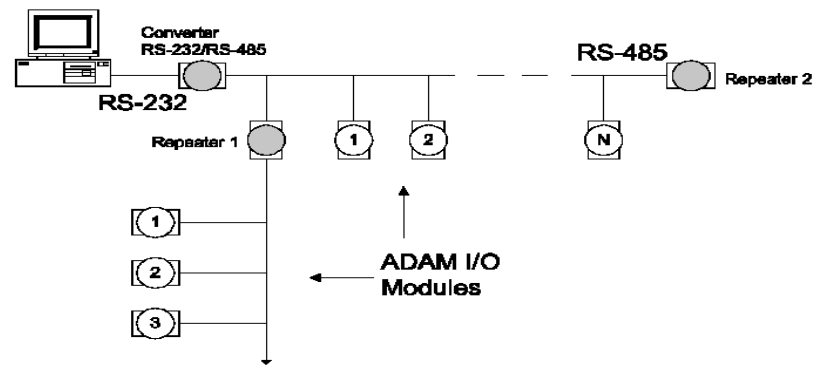 Converter
RS-232/RS-485
RS-485
Repeater 2
RS-232
Repeater 1
1
2
N
1
2
3
ADAM I/O
Modules